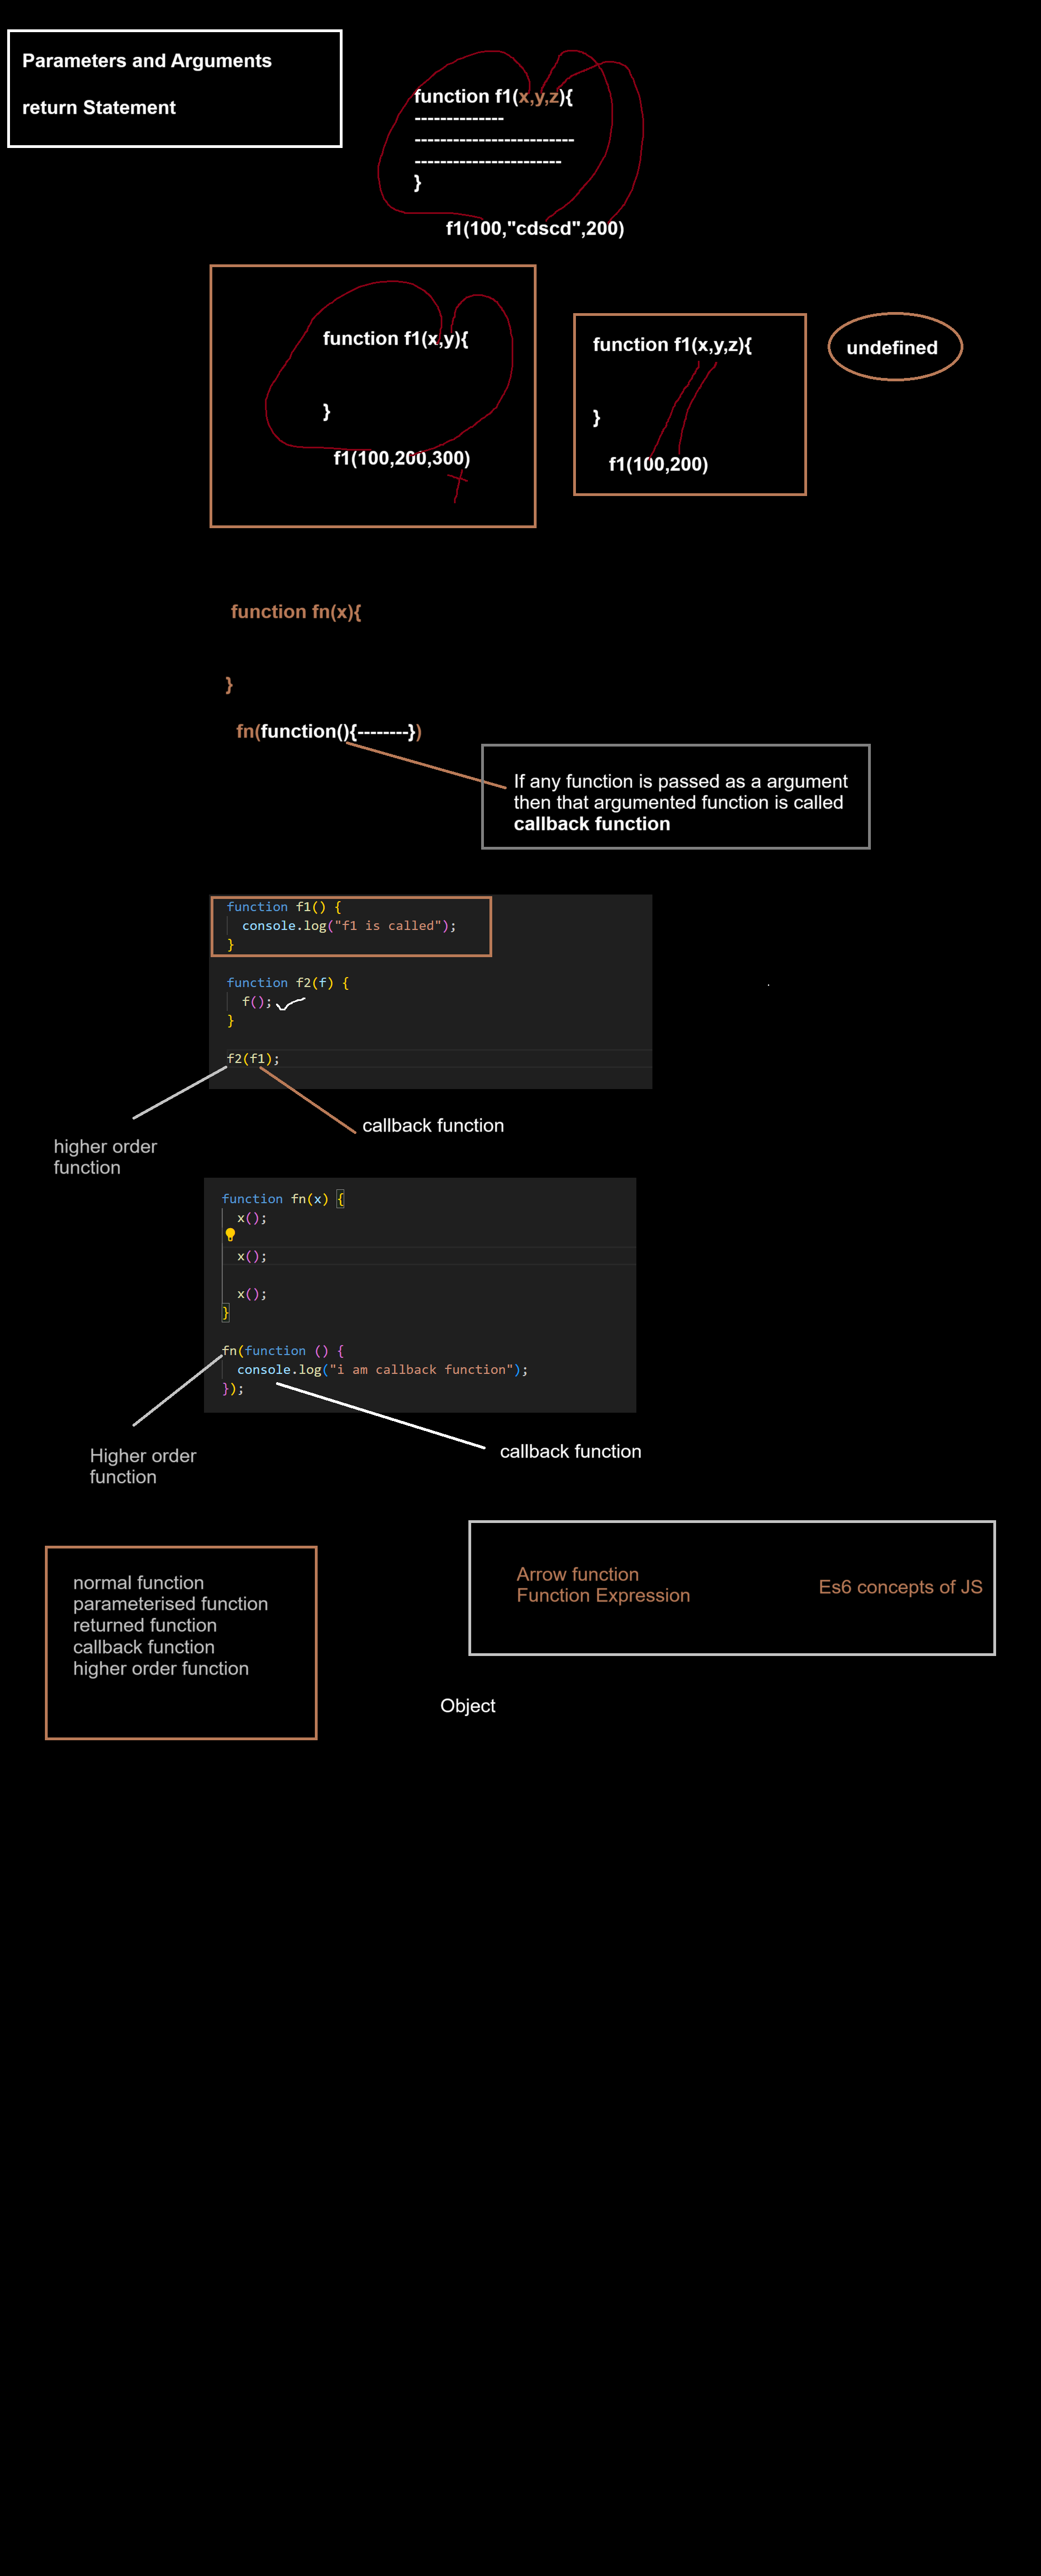 Parameters and Arguments
return Statement
function f1(x,y,z){
--------------
-------------------------
-----------------------
}
f1(100,"cdscd",200)
function f1(x,y){
}
f1(100,200,300)
function f1(x,y,z){
}
f1(100,200)
undefined
function fn(x){
}
fn(function(){--------})
If any function is passed as a argument
then that argumented function is called
callback function
function f1() {
console.log("f1 is called");
}
function f2(f) {
f();
}
f2(f1);
callback function
higher order
function
function fn(x) {
x();
x();
x();
}
fn(function () {
console.log("i am callback function");
});
callback function
Higher order
function
normal function
parameterised function
returned function
callback function
higher order function
Arrow function
Function Expression
Es6 concepts of JS
Object